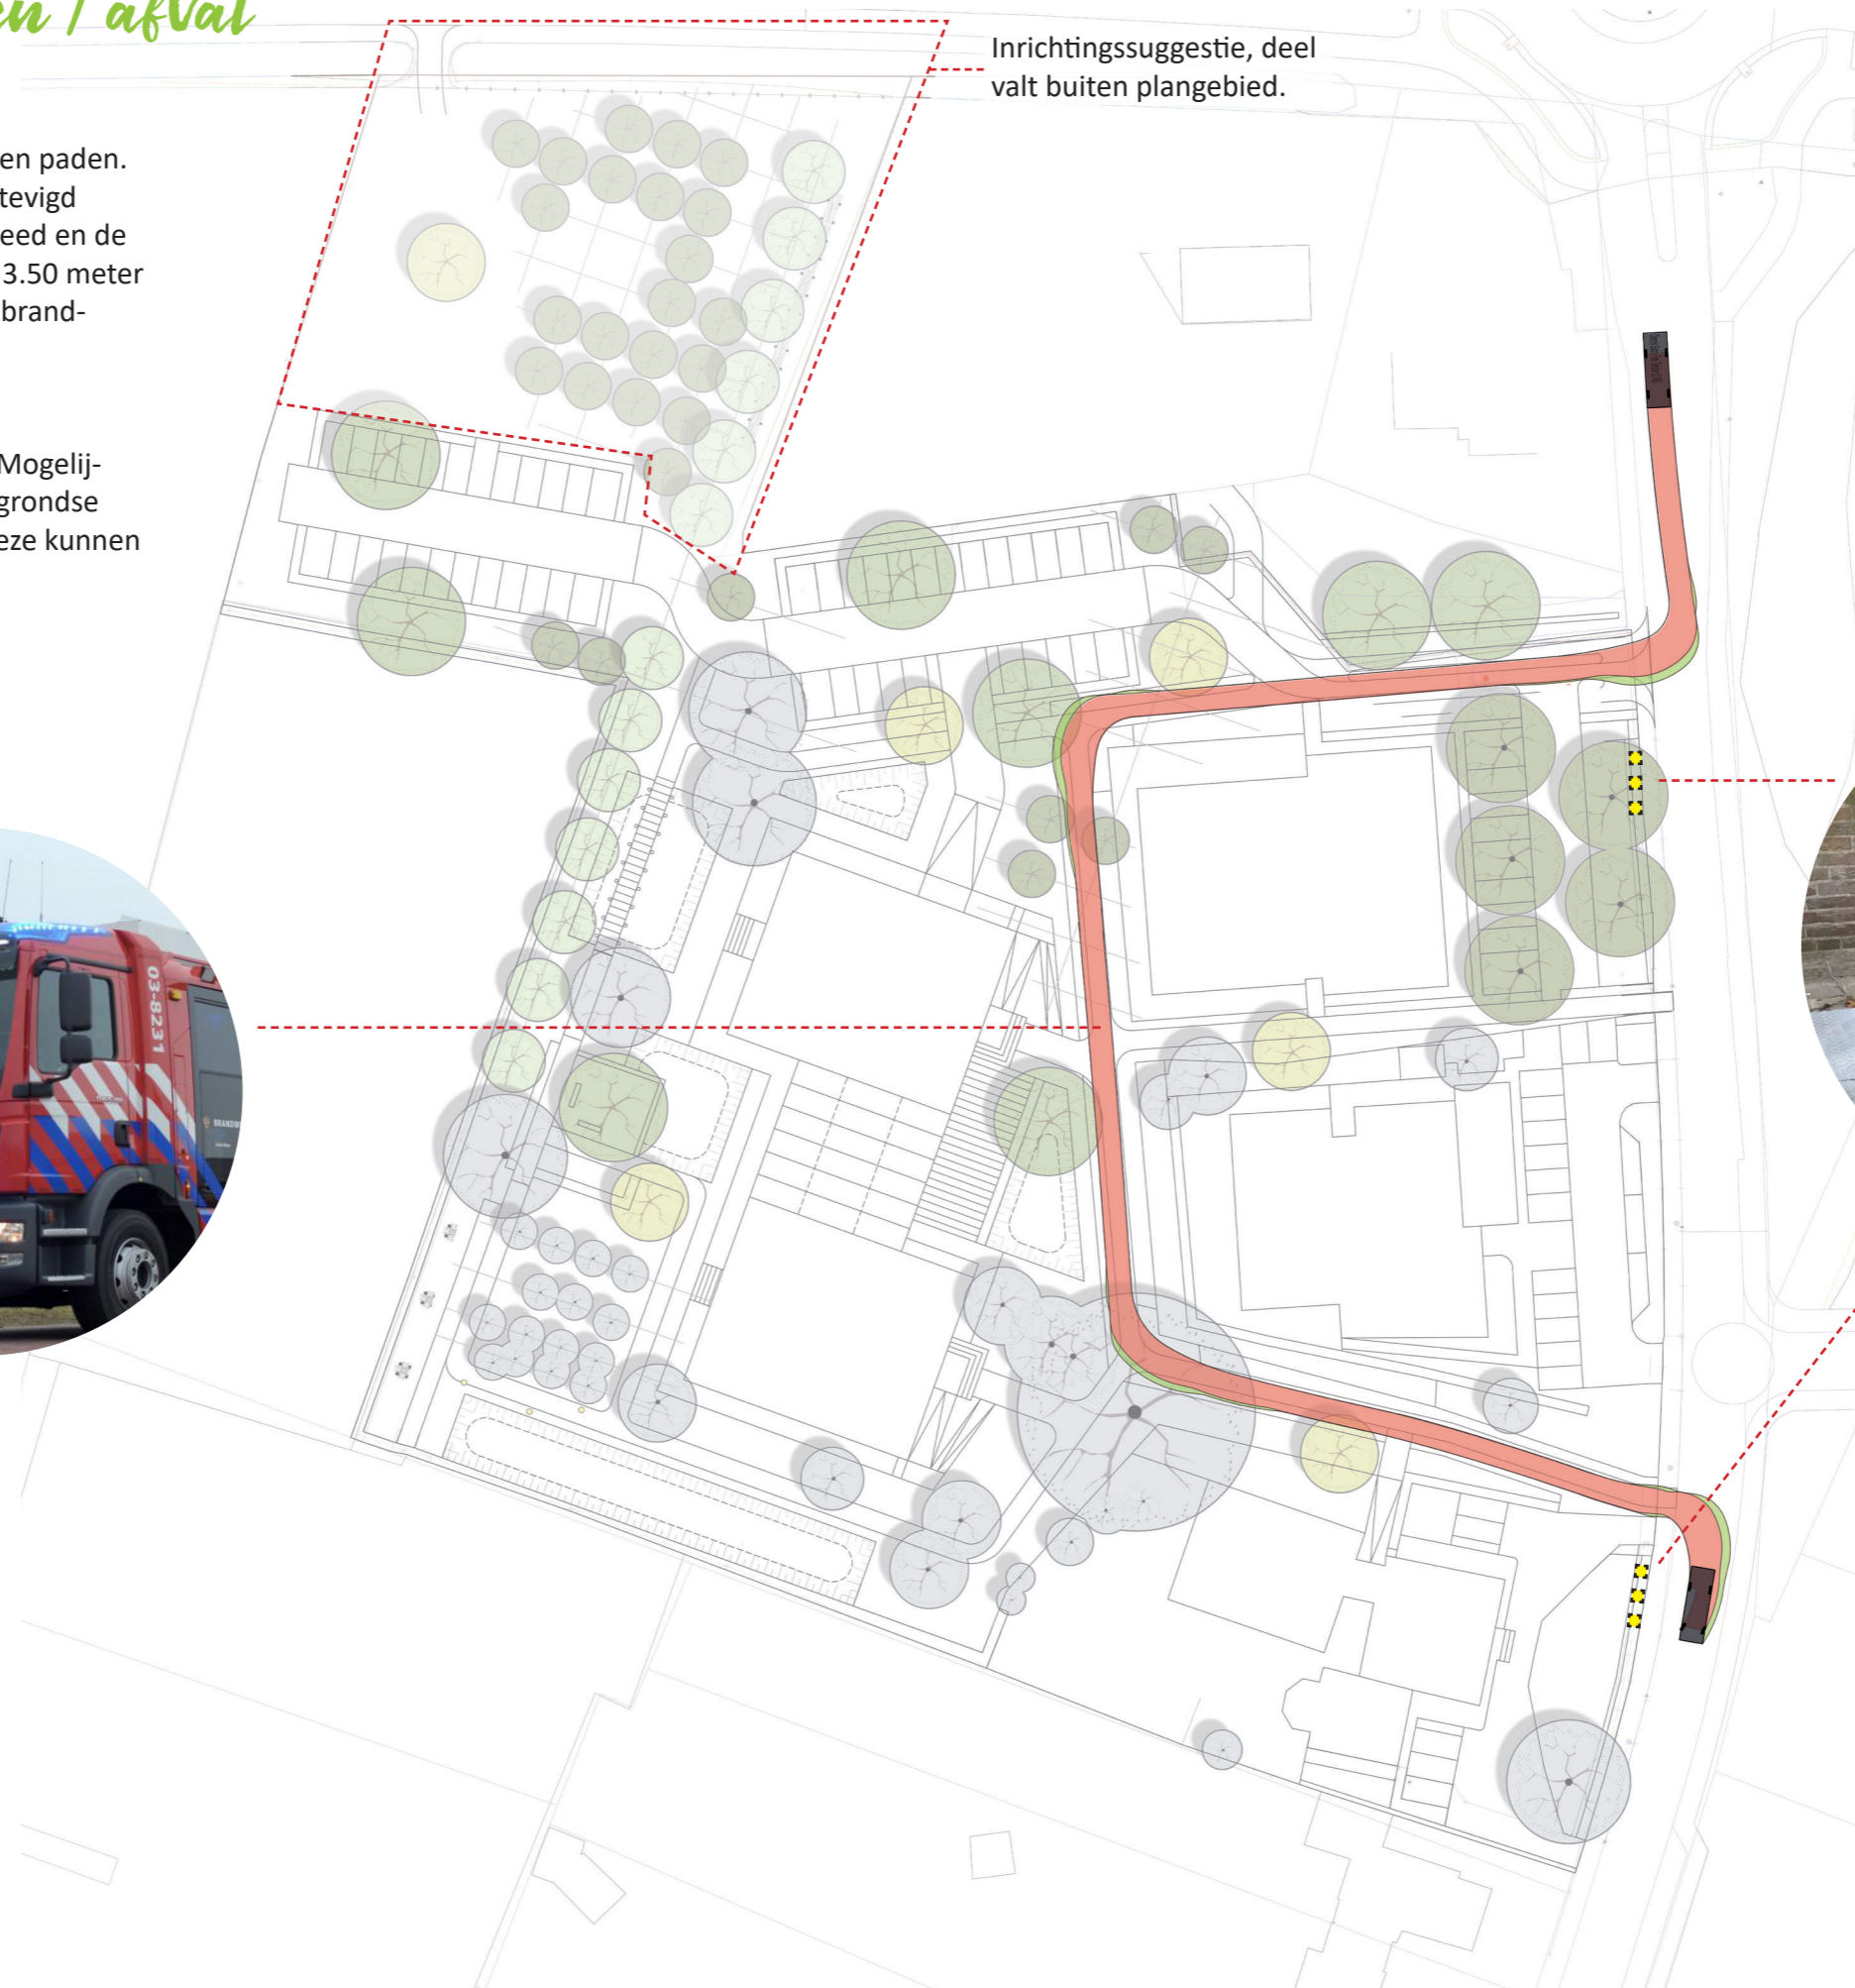 en / afval
Inrichtingssuggestie, deel
valt buiten plangebied.
en paden.
tevigd
eed en de
3.50 meter
brand-
Mogelij-
grondse
eze kunnen
03-8231